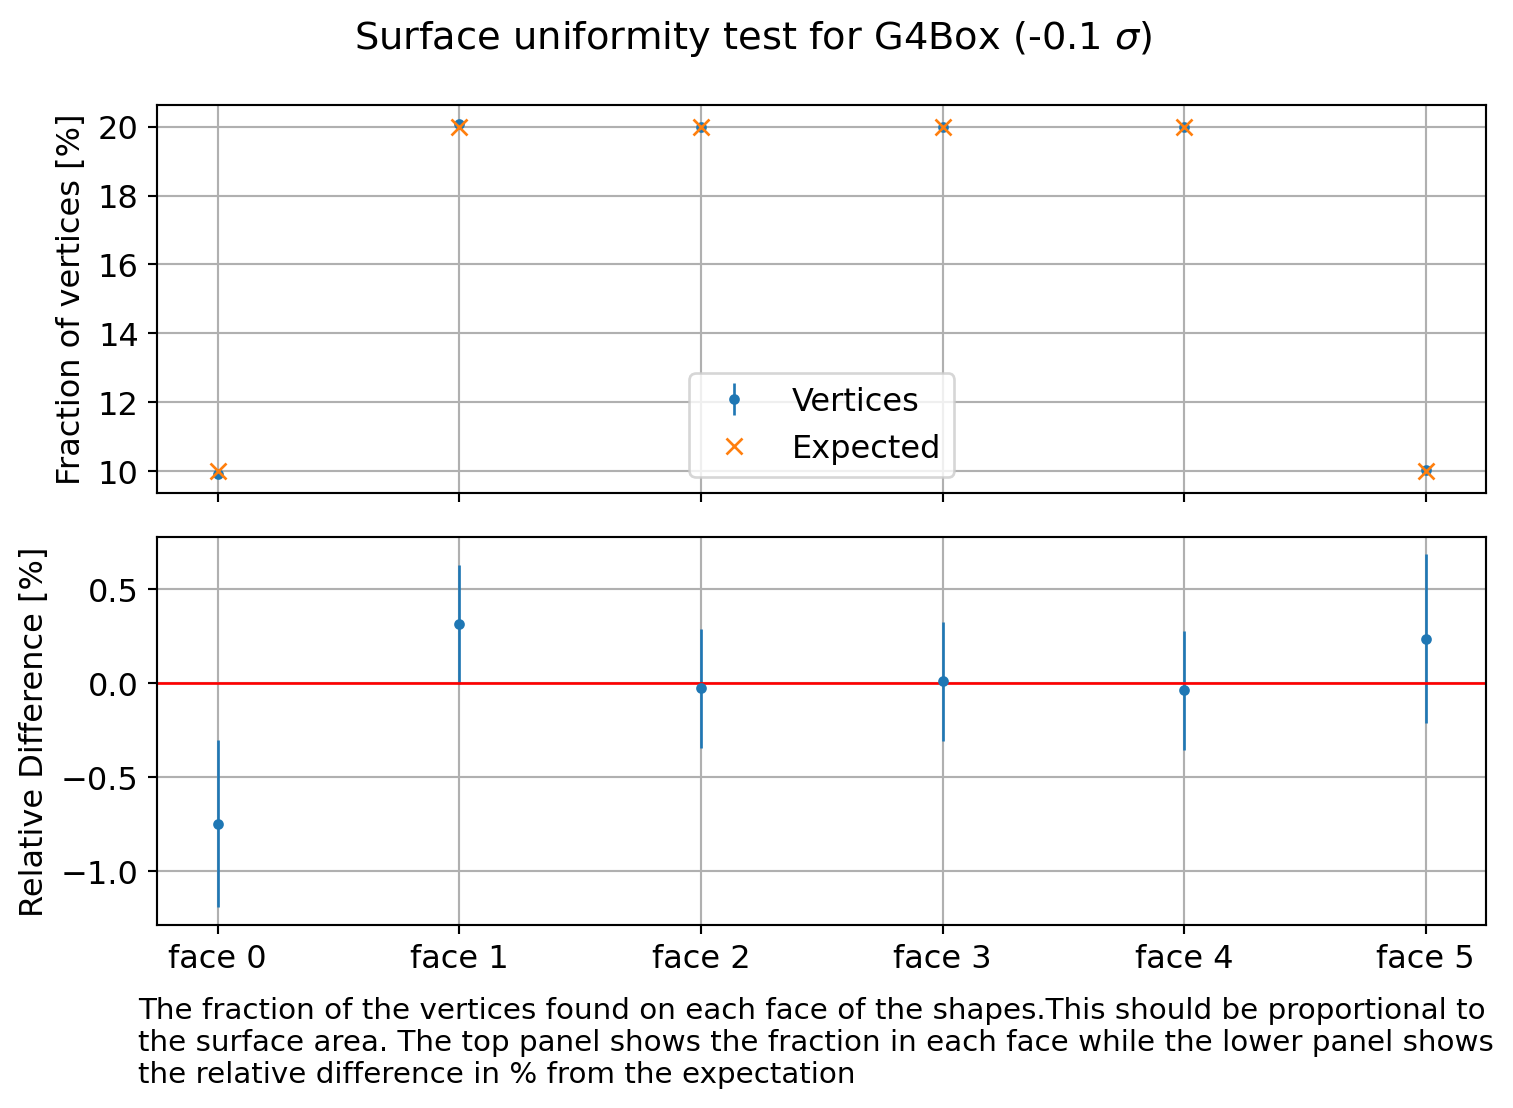 Surface uniformity test for G4Box (-0.1 σ)
Fraction of vertices [%]
20
18
16
14
12
10
Vertices
Expected
Relative Difference [%]
0.5
0.0
−0.5
−1.0
face 0 face 1 face 2 face 3 face 4 face 5
The fraction of the vertices found on each face of the shapes.This should be proportional to
the surface area. The top panel shows the fraction in each face while the lower panel shows
the relative difference in % from the expectation